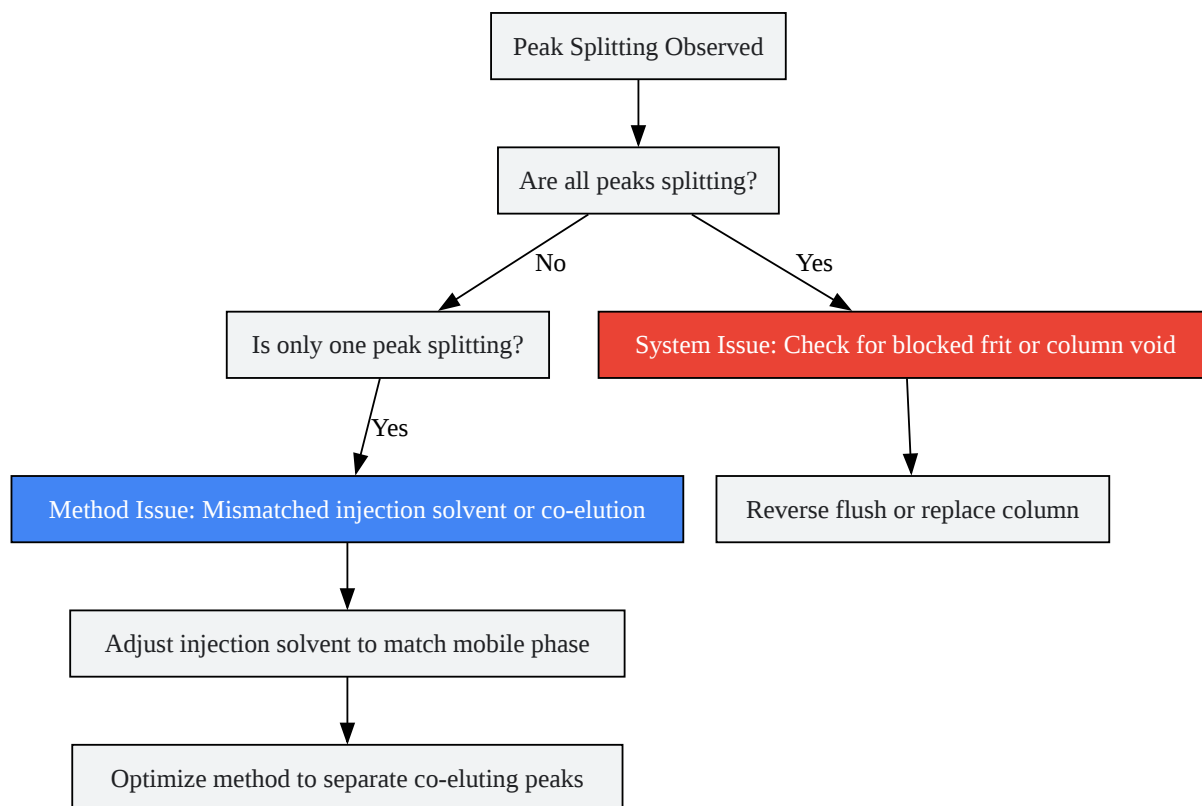 Peak Splitting Observed
Are all peaks splitting?
No
Yes
Is only one peak splitting?
System Issue: Check for blocked frit or column void
Yes
Method Issue: Mismatched injection solvent or co-elution
Reverse flush or replace column
Adjust injection solvent to match mobile phase
Optimize method to separate co-eluting peaks